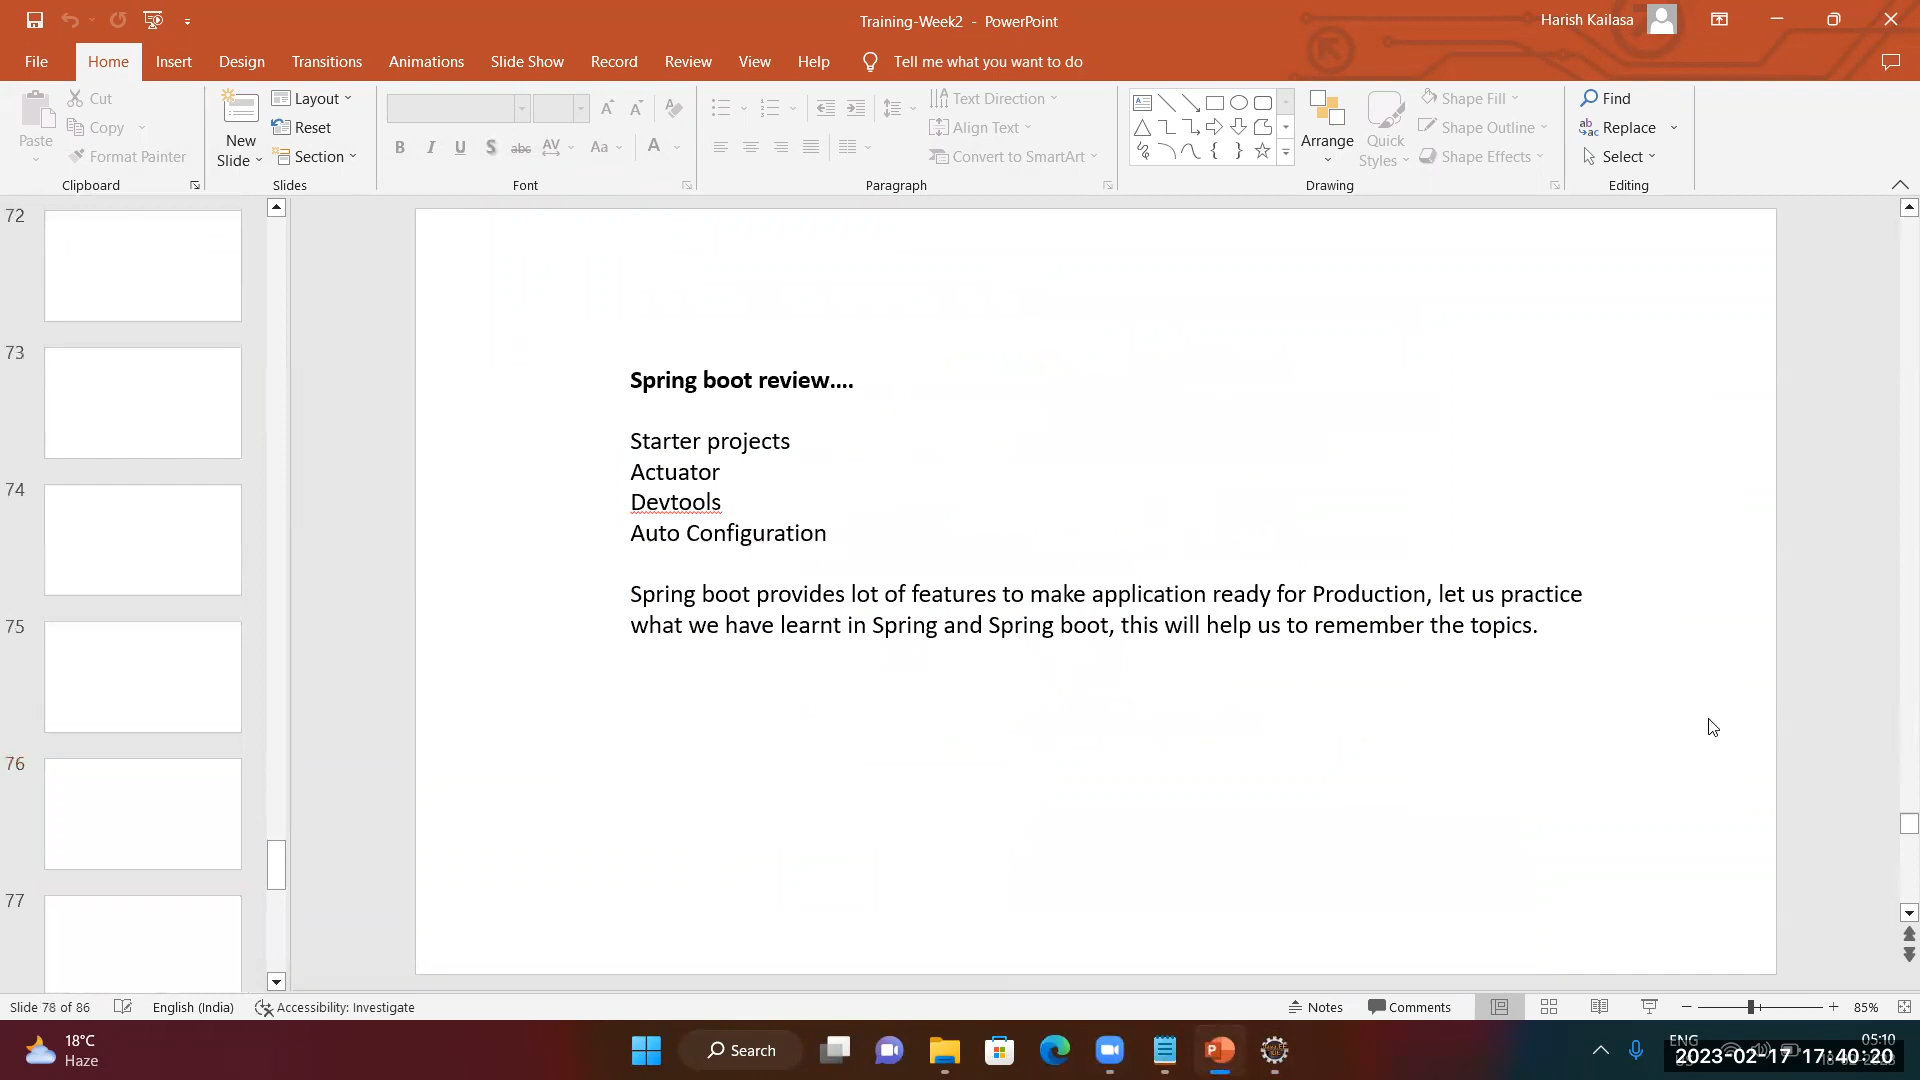 Training-Week2 - PowerPoint
Harish Kailasa
File Home Insert Design Transitions Animations Slide Show Record Review View Help Tell me what you want to do
Paste
Cut
Copy
Format Painter
Clipboard
New
Slide
Layout
Reset
Section
Slides
Font
Text Direction
Align Text
Convert to SmartArt
Paragraph
Arrange
Quick
Styles
Shape Fill
Shape Outline
Shape Effects
Drawing
Find
Replace
Select
Editing
72
73
74
75
76
77
Spring boot review....
Starter projects
Actuator
Devtools
Auto Configuration
Spring boot provides lot of features to make application ready for Production, let us practice
what we have learnt in Spring and Spring boot, this will help us to remember the topics.
Slide 78 of 86 English (India) Accessibility: Investigate Notes Comments 85%
18°C
Haze
Search
ENG
05:10
2023-02-17 17:40:20